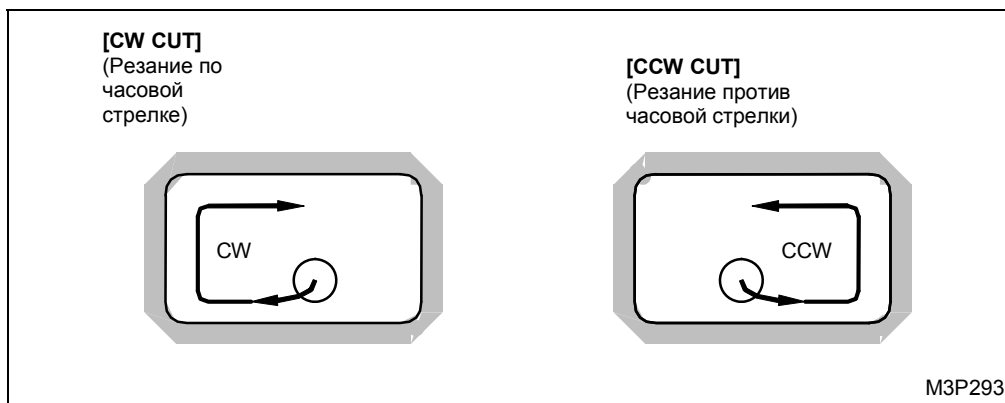 [CW CUT]
(Резание по
часовой
стрелке)
[CCW CUT]
(Резание против
часовой стрелки)
CW
CCW
M3P293